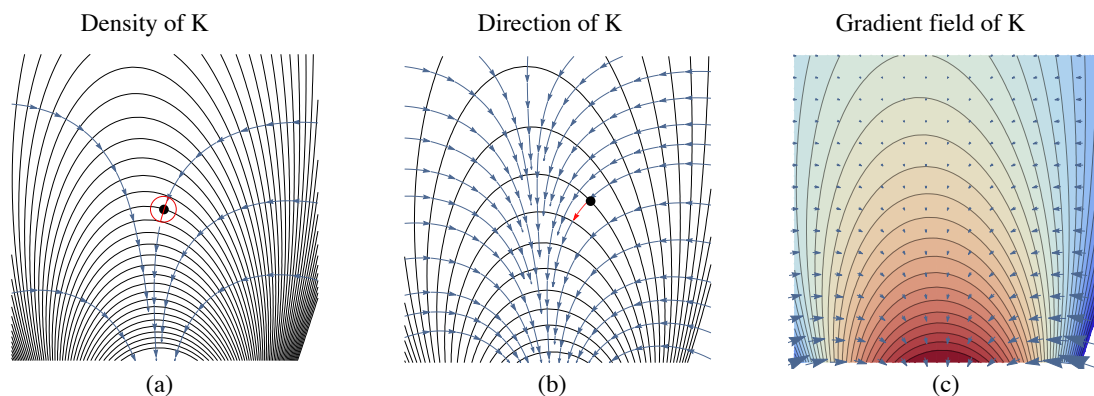 Density of K
Direction of K
Gradient field of K
(a)
(b)
(c)